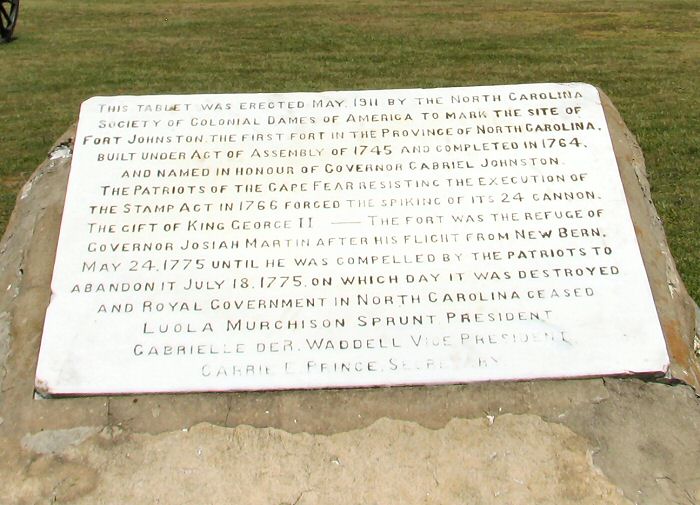 THIS TABLET WAS ERECTED MAY, 1911 BY THE NORTH CAROLINA
SOCIETY OF COLONIAL DAMES OF AMERICA TO MARK THE SITE OF
FORT JOHNSTON, THE FIRST FORT IN THE PROVINCE OF NORTH CAROLINA,
BUILT UNDER ACT OF ASSEMBLY OF 1745 AND COMPLETED IN 1764,
AND NAMED IN HONOUR OF GOVERNOR GABRIEL JOHNSTON.
THE PATRIOTS OF THE CAPE FEAR RESISTING THE EXECUTION OF
THE STAMP ACT IN 1766 FORCED THE SPIKING OF ITS 24 CANNON.
THE GIFT OF KING GEORGE II — THE FORT WAS THE REFUGE OF
GOVERNOR JOSIAH MARTIN AFTER HIS FLIGHT FROM NEW BERN,
MAY 24, 1775 UNTIL HE WAS COMPELLED BY THE PATRIOTS TO
ABANDON IT JULY 18, 1775, ON WHICH DAY IT WAS DESTROYED
AND ROYAL GOVERNMENT IN NORTH CAROLINA CEASED
LUOLA MURCHISON SPRUNT, PRESIDENT
GABRIELLE DER. WADDELL VICE PRESIDENT,
CARRIE L. PRINCE, SECRETARY